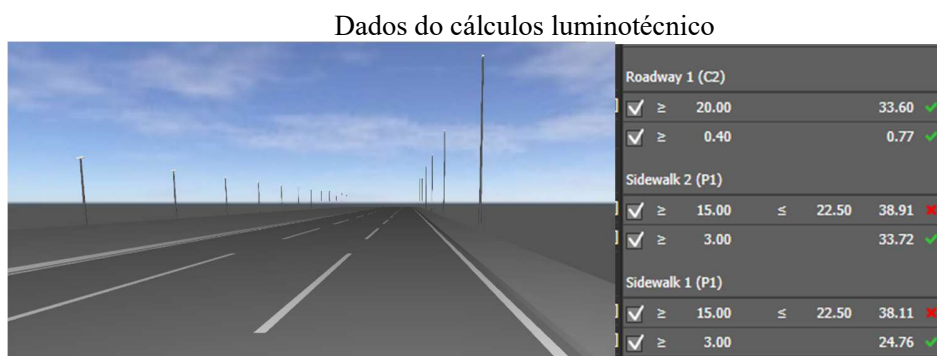 Dados do cálculos luminotécnico
Roadway 1 (C2)
≥ 20.00 33.60
≥ 0.40 0.77
Sidewalk 2 (P1)
≥ 15.00 ≤ 22.50 38.91
≥ 3.00 33.72
Sidewalk 1 (P1)
≥ 15.00 ≤ 22.50 38.11
≥ 3.00 24.76